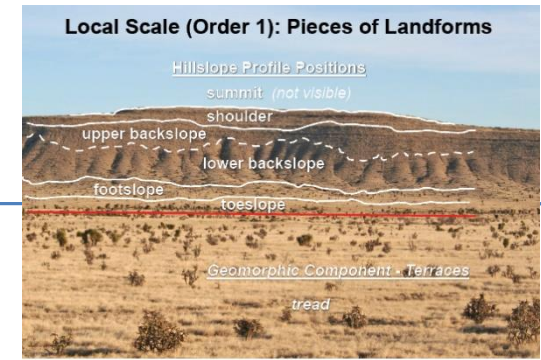 Local Scale (Order 1): Pieces of Landforms
Hillslope Profile Positions
summit (not visible)
shoulder
upper backslope
lower backslope
footslope
toeslope
Geomorphic Component - Terraces
tread